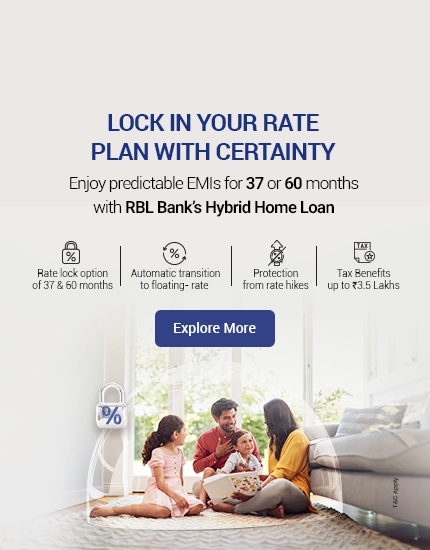 LOCK IN YOUR RATE
PLAN WITH CERTAINTY
Enjoy predictable EMIs for 37 or 60 months
with RBL Bank's Hybrid Home Loan
%
%
%
TAX
Rate lock option
of 37 & 60 months
Automatic transition
to floating- rate
Protection
from rate hikes
Tax Benefits
up to ₹3.5 Lakhs
Explore More
%
T&C Apply